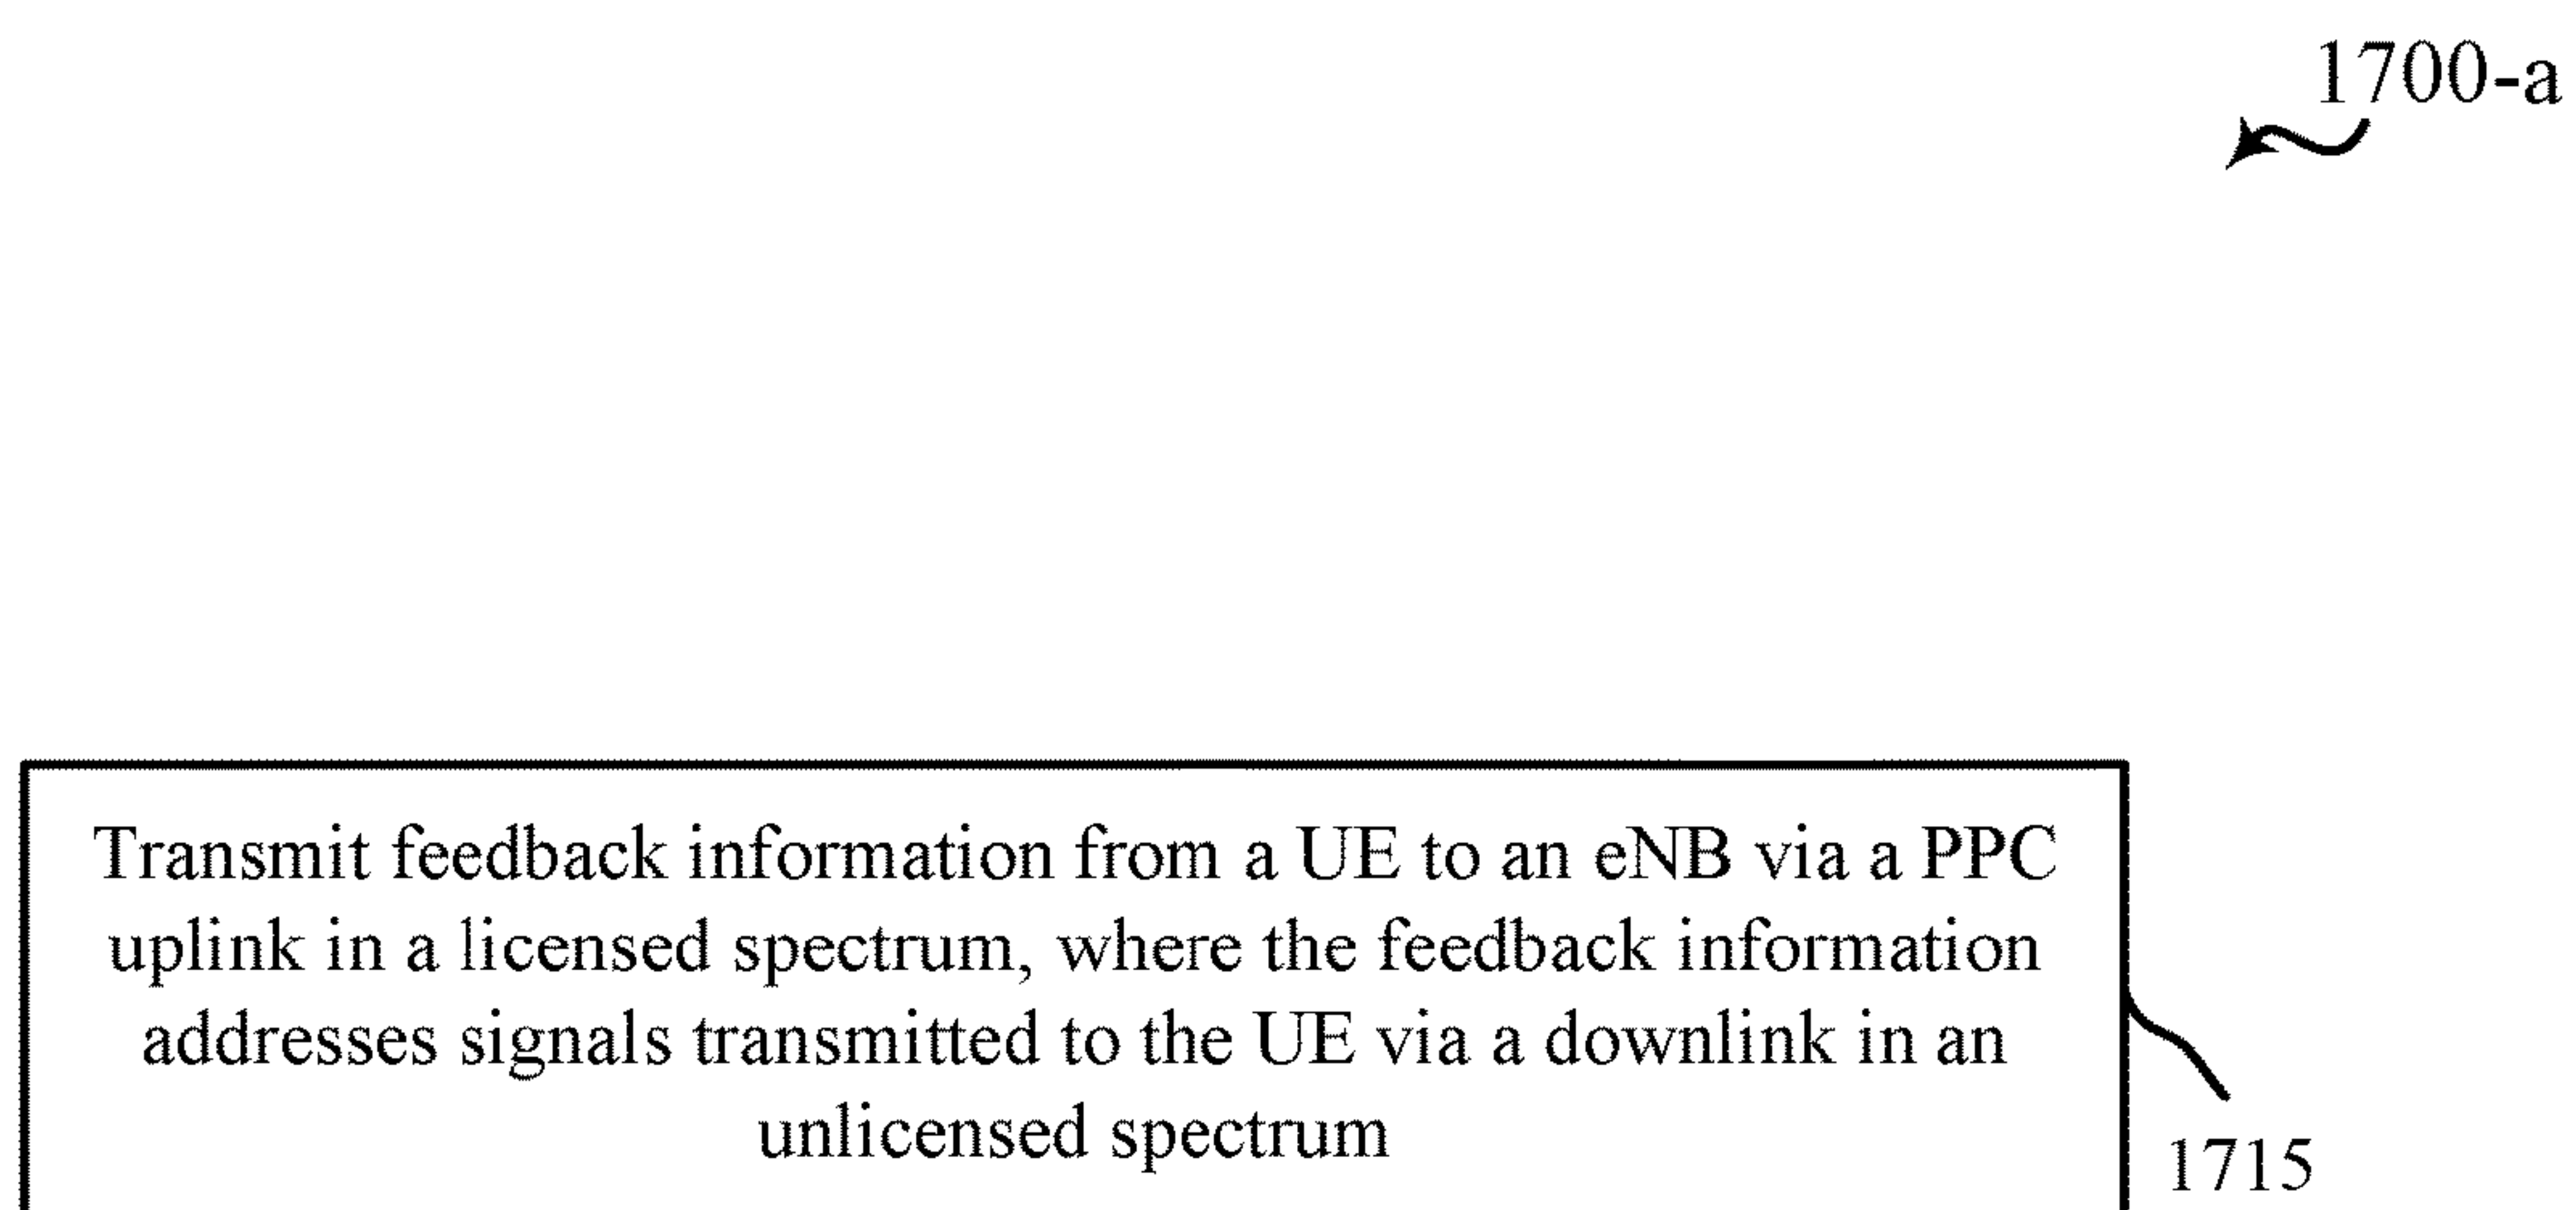 1700-a
Transmit feedback information from a UE to an eNB via a PPC
uplink in a licensed spectrum, where the feedback information
addresses signals transmitted to the UE via a downlink in an
unlicensed spectrum
1715